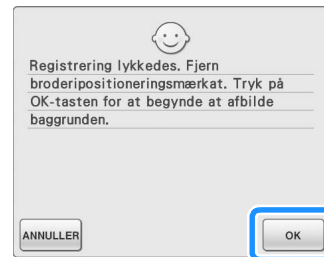 Registrering lykkedes. Fjern
broderipositioneringsmærkat. Tryk på
OK-tasten for at begynde at afbilde
baggrunden.
ANNULLER
OK